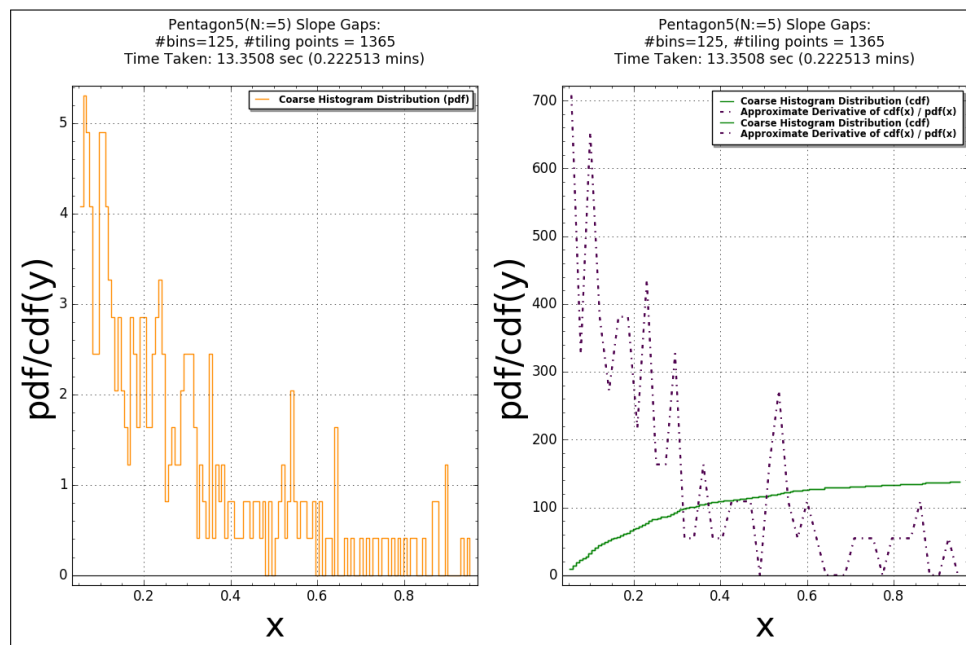 Pentagon5(N:=5) Slope Gaps:
#bins=125, #tiling points = 1365
Time Taken: 13.3508 sec (0.222513 mins)
Coarse Histogram Distribution (pdf)
pdf/cdf(y)
5
4
3
2
1
0
0.2 0.4 0.6 0.8
x
Pentagon5(N:=5) Slope Gaps:
#bins=125, #tiling points = 1365
Time Taken: 13.3508 sec (0.222513 mins)
Coarse Histogram Distribution (cdf)
Approximate Derivative of cdf(x) / pdf(x)
Coarse Histogram Distribution (cdf)
Approximate Derivative of cdf(x) / pdf(x)
pdf/cdf(y)
700
600
500
400
300
200
100
0
0.2 0.4 0.6 0.8
x